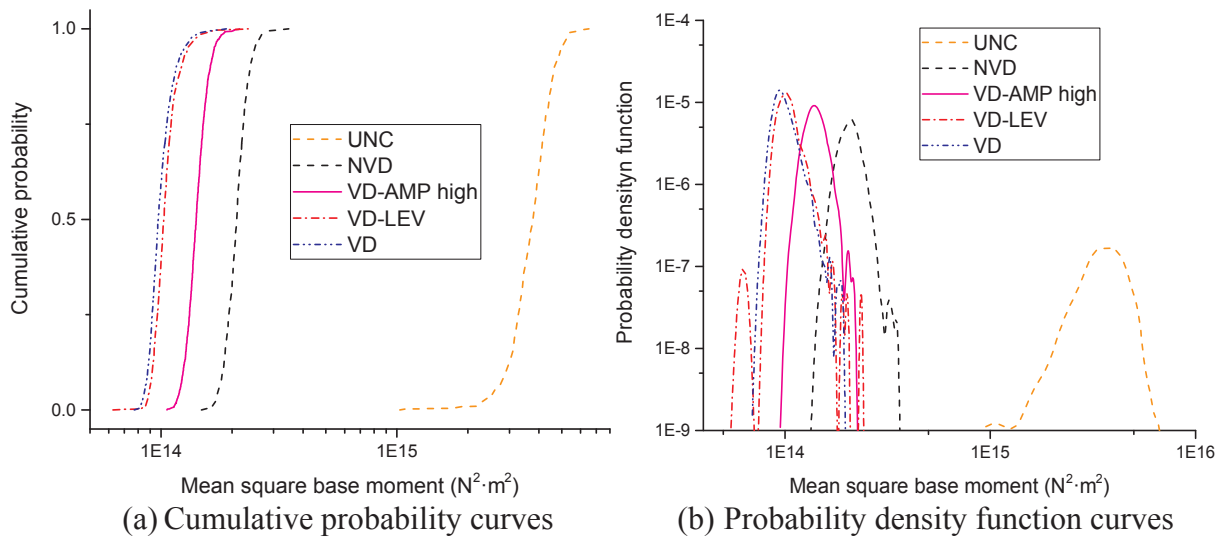 1.0
0.5
0.0
Cumulative probability
UNC
NVD
VD-AMP high
VD-LEV
VD
1E14
1E15
Mean square base moment (N²·m²)
(a) Cumulative probability curves
1E-4
1E-5
1E-6
1E-7
1E-8
1E-9
Probability densityn function
UNC
NVD
VD-AMP high
VD-LEV
VD
1E14
1E15
1E16
Mean square base moment (N²·m²)
(b) Probability density function curves